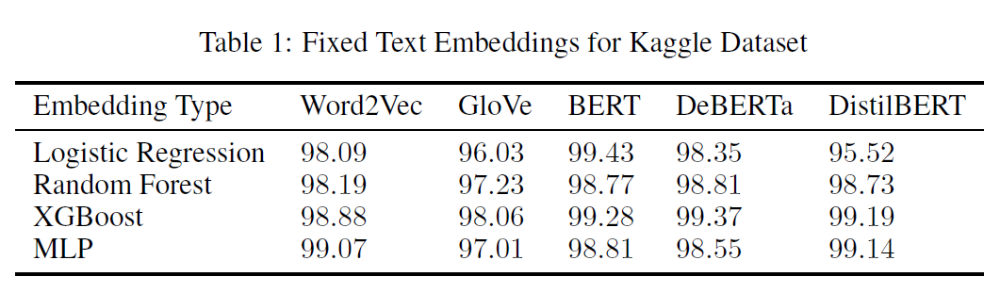 Table 1: Fixed Text Embeddings for Kaggle Dataset
Embedding Type Word2Vec GloVe BERT DeBERTa DistilBERT
Logistic Regression 98.09 96.03 99.43 98.35 95.52
Random Forest 98.19 97.23 98.77 98.81 98.73
XGBoost 98.88 98.06 99.28 99.37 99.19
MLP 99.07 97.01 98.81 98.55 99.14